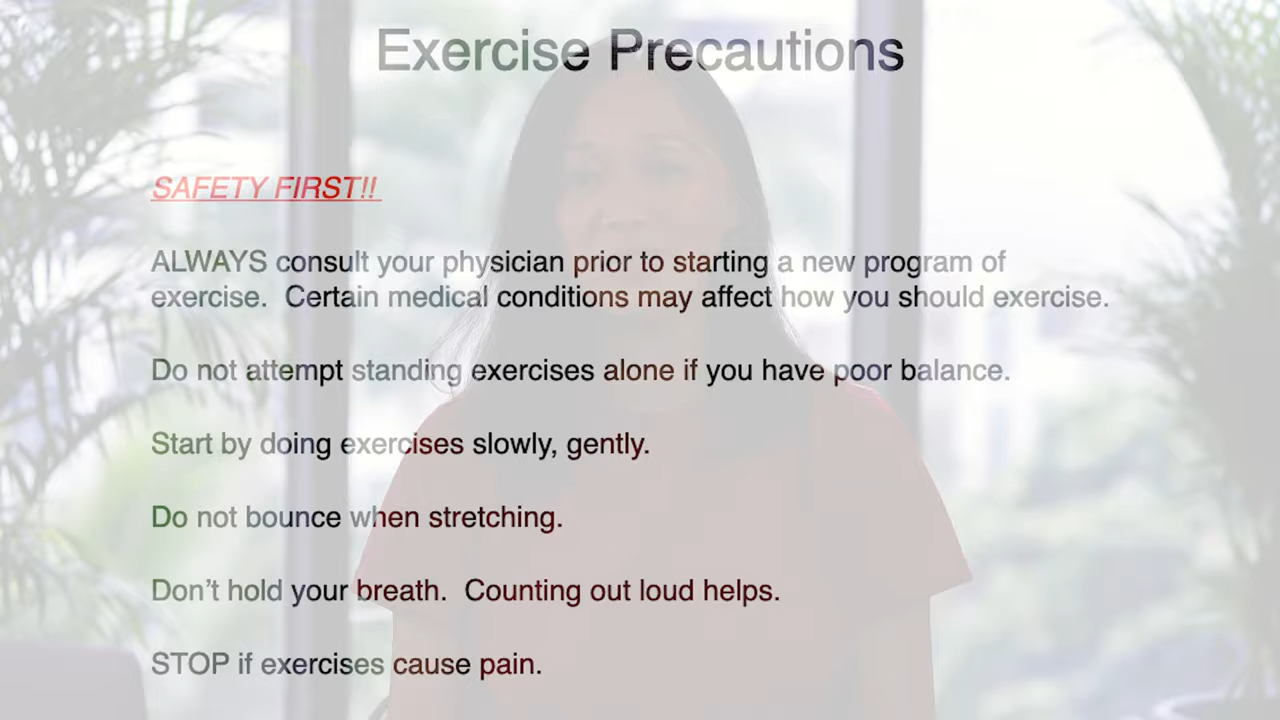 Exercise Precautions
SAFETY FIRST!!
ALWAYS consult your physician prior to starting a new program of
exercise.  Certain medical conditions may affect how you should exercise.
Do not attempt standing exercises alone if you have poor balance.
Start by doing exercises slowly, gently.
Do not bounce when stretching.
Don’t hold your breath.  Counting out loud helps.
STOP if exercises cause pain.